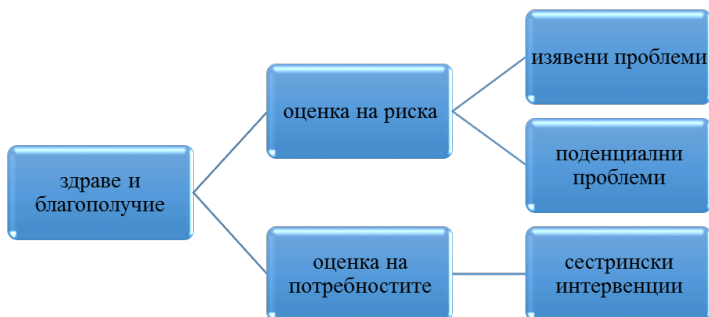 здраве и
благополучие
оценка на риска
изявени проблеми
поденциални
проблеми
оценка на
потребностите
сестрински
интервенции